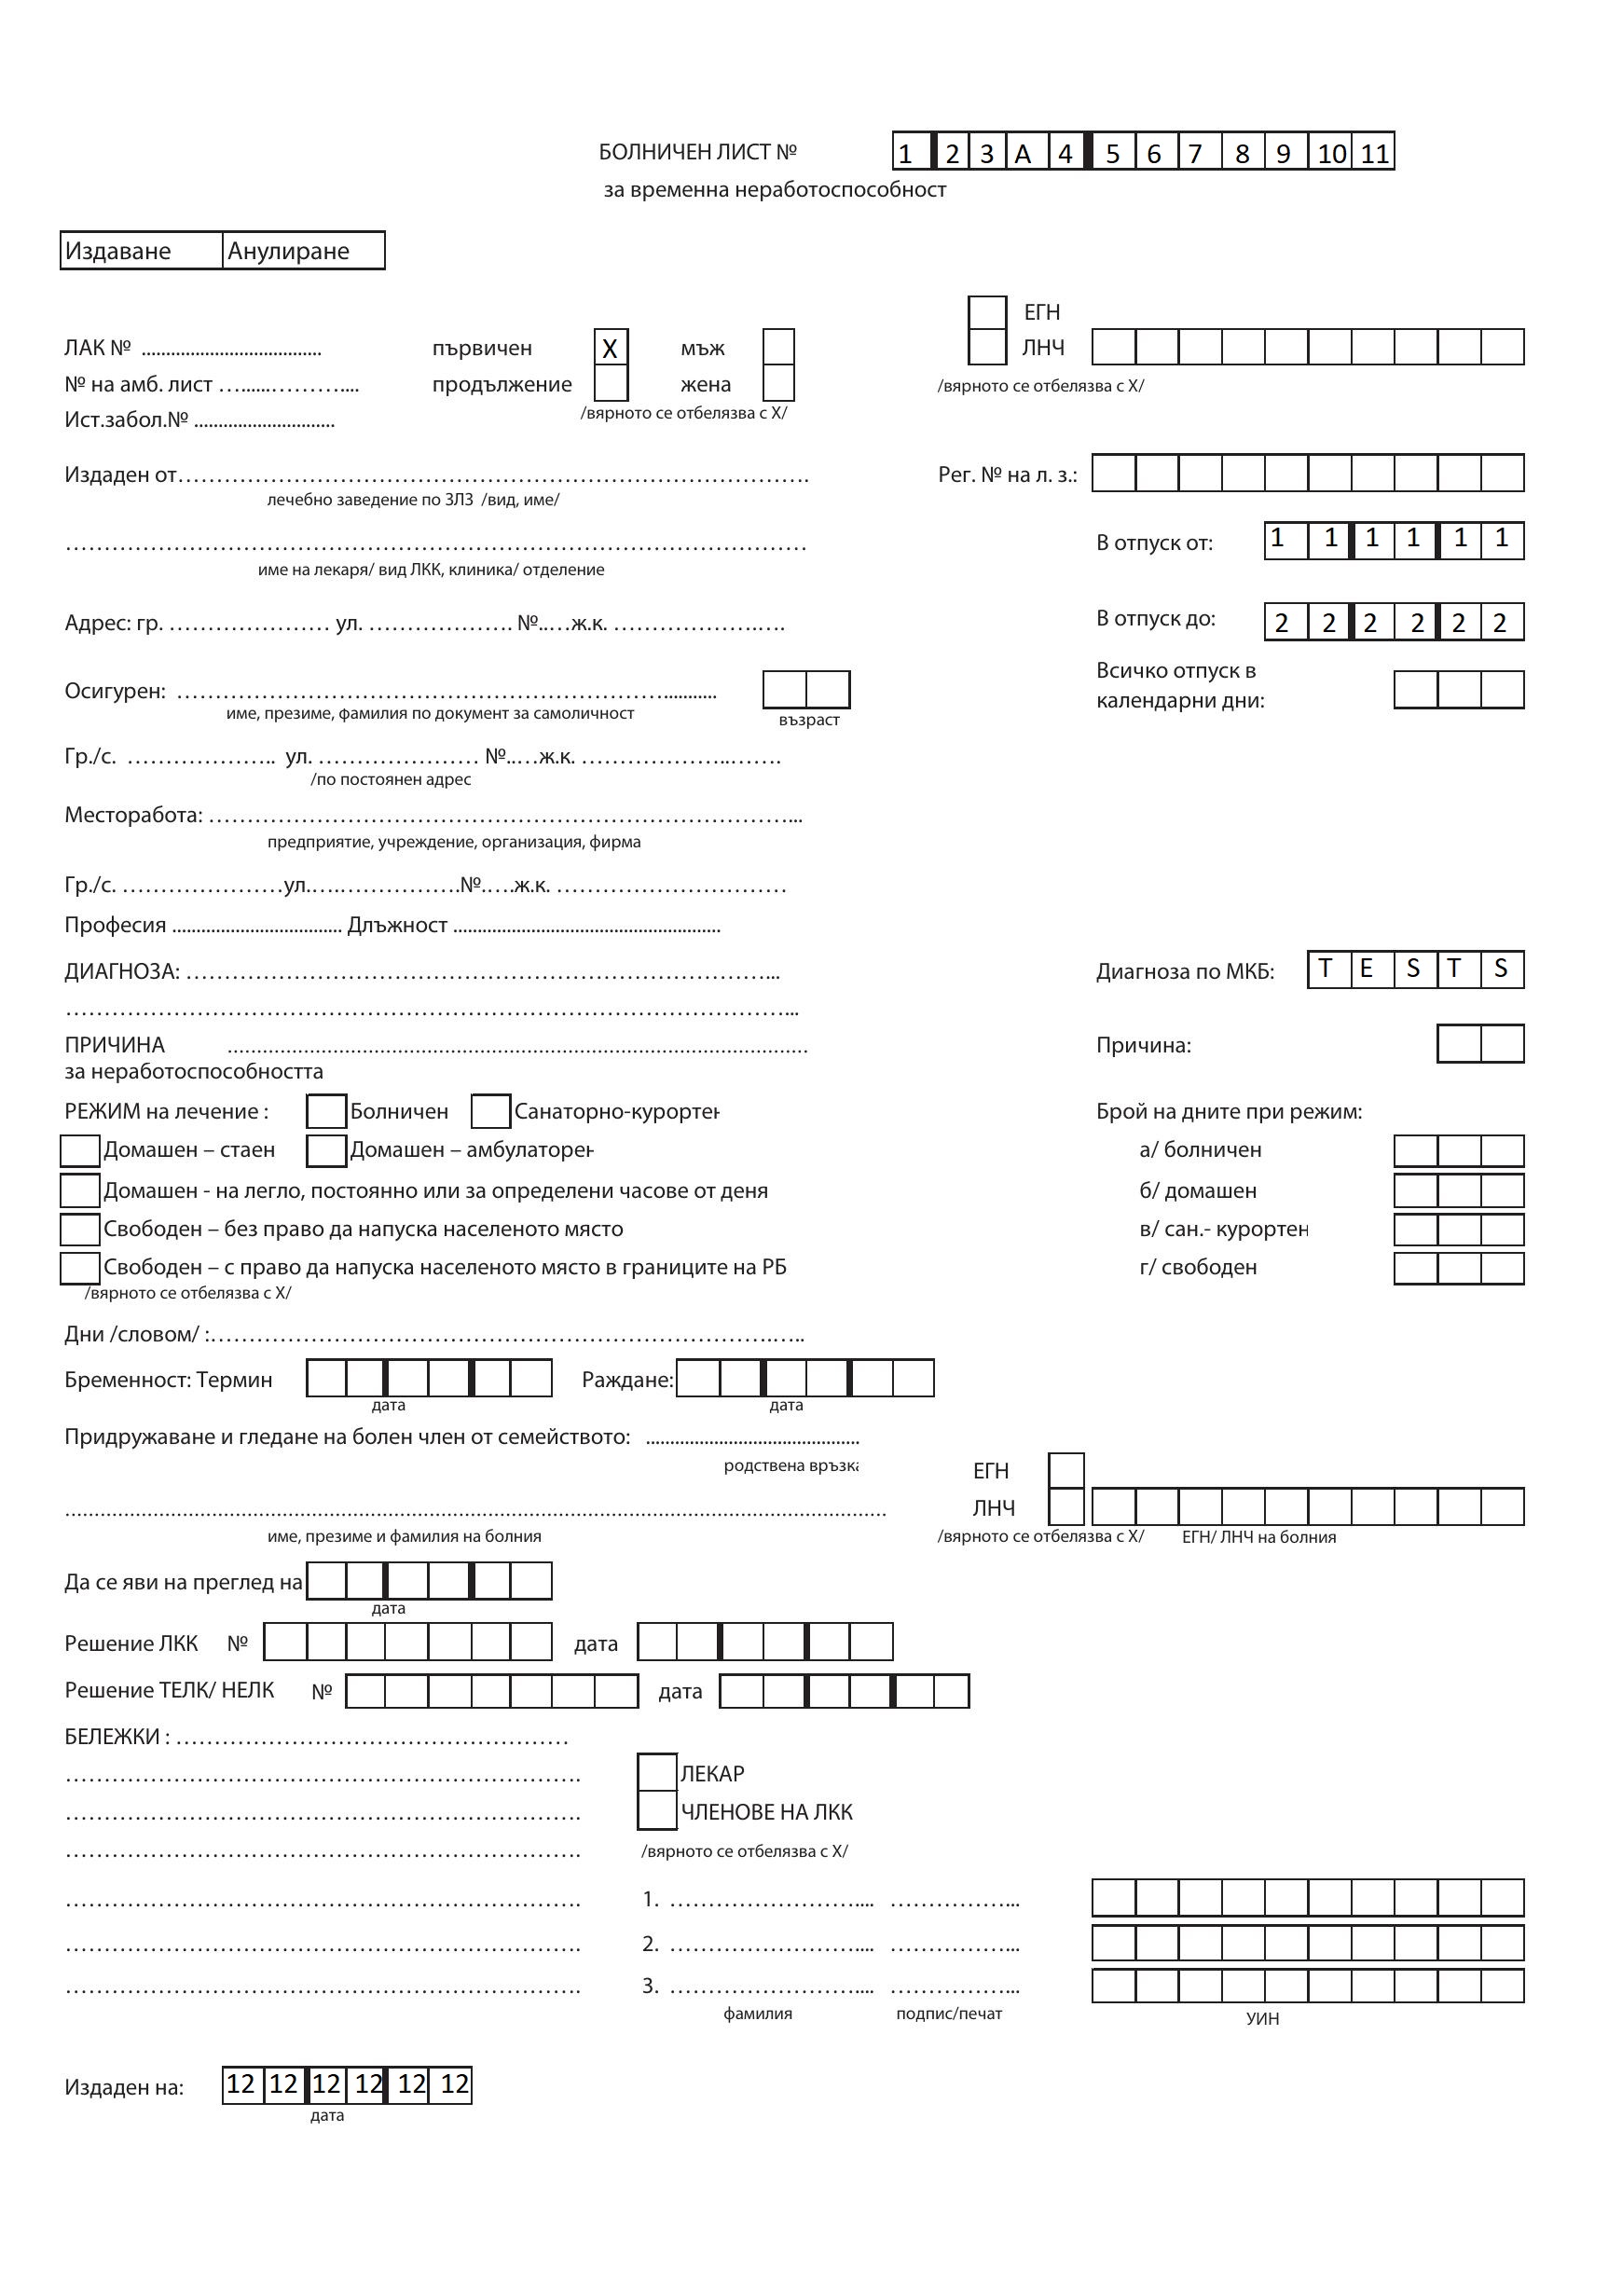 БОЛНИЧЕН ЛИСТ № 1 2 3 A 4 5 6 7 8 9 10 11
за временна неработоспособност
Издаване Анулиране
ЕГН
ЛАК № ..................................... първичен X мъж ЛНЧ
№ на амб. лист …......……….... продължение жена /вярното се отбелязва с Х/
/вярното се отбелязва с Х/
Ист.забол.№ .............................
Издаден от………………………………………………………………………. Рег. № на л. з.:
лечебно заведение по ЗЛЗ /вид, име/
…………………………………………………………………………………… В отпуск от: 1 1 1 1 1 1
име на лекаря/ вид ЛКК, клиника/ отделение
Адрес: гр. ………………… ул. ………………. №..…ж.к. ……………….…. В отпуск до: 2 2 2 2 2 2
Всичко отпуск в
календарни дни:
Осигурен: ………………………………………………………...........
име, презиме, фамилия по документ за самоличност възраст
Гр./с. ……………….. ул. ………………… №..…ж.к. ………………..…….
/по постоянен адрес
Месторабота: …………………………………………………………………...
предприятие, учреждение, организация, фирма
Гр./с. …………………ул.….…………….№.….ж.к. …………………………
Професия ................................... Длъжност .......................................................
ДИАГНОЗА: …………………………………………………………………... Диагноза по МКБ: T E S T S
…………………………………………………………………………………...
ПРИЧИНА ................................................................................................... Причина:
за неработоспособността
РЕЖИМ на лечение : Болничен Санаторно-курортен Брой на дните при режим:
Домашен – стаен Домашен – амбулаторен а/ болничен
Домашен - на легло, постоянно или за определени часове от деня б/ домашен
Свободен – без право да напуска населеното място в/ сан.- курортен
Свободен – с право да напуска населеното място в границите на РБ г/ свободен
/вярното се отбелязва с Х/
Дни /словом/ :……………………………………………………………….…..
Бременност: Термин Раждане:
дата дата
Придружаване и гледане на болен член от семейството: ............................................
родствена връзка
ЕГН
ЛНЧ
............................................................................................................................................
име, презиме и фамилия на болния /вярното се отбелязва с Х/ ЕГН/ ЛНЧ на болния
Да се яви на преглед на
дата
Решение ЛКК № дата
Решение ТЕЛК/ НЕЛК № дата
БЕЛЕЖКИ : ……………………………………………
…………………………………………………………. ЛЕКАР
…………………………………………………………. ЧЛЕНОВЕ НА ЛКК
…………………………………………………………. /вярното се отбелязва с Х/
…………………………………………………………. 1. …………………….... ……………...
…………………………………………………………. 2. …………………….... ……………...
…………………………………………………………. 3. …………………….... ……………...
фамилия подпис/печат УИН
Издаден на: 12 12 12 12 12 12
дата